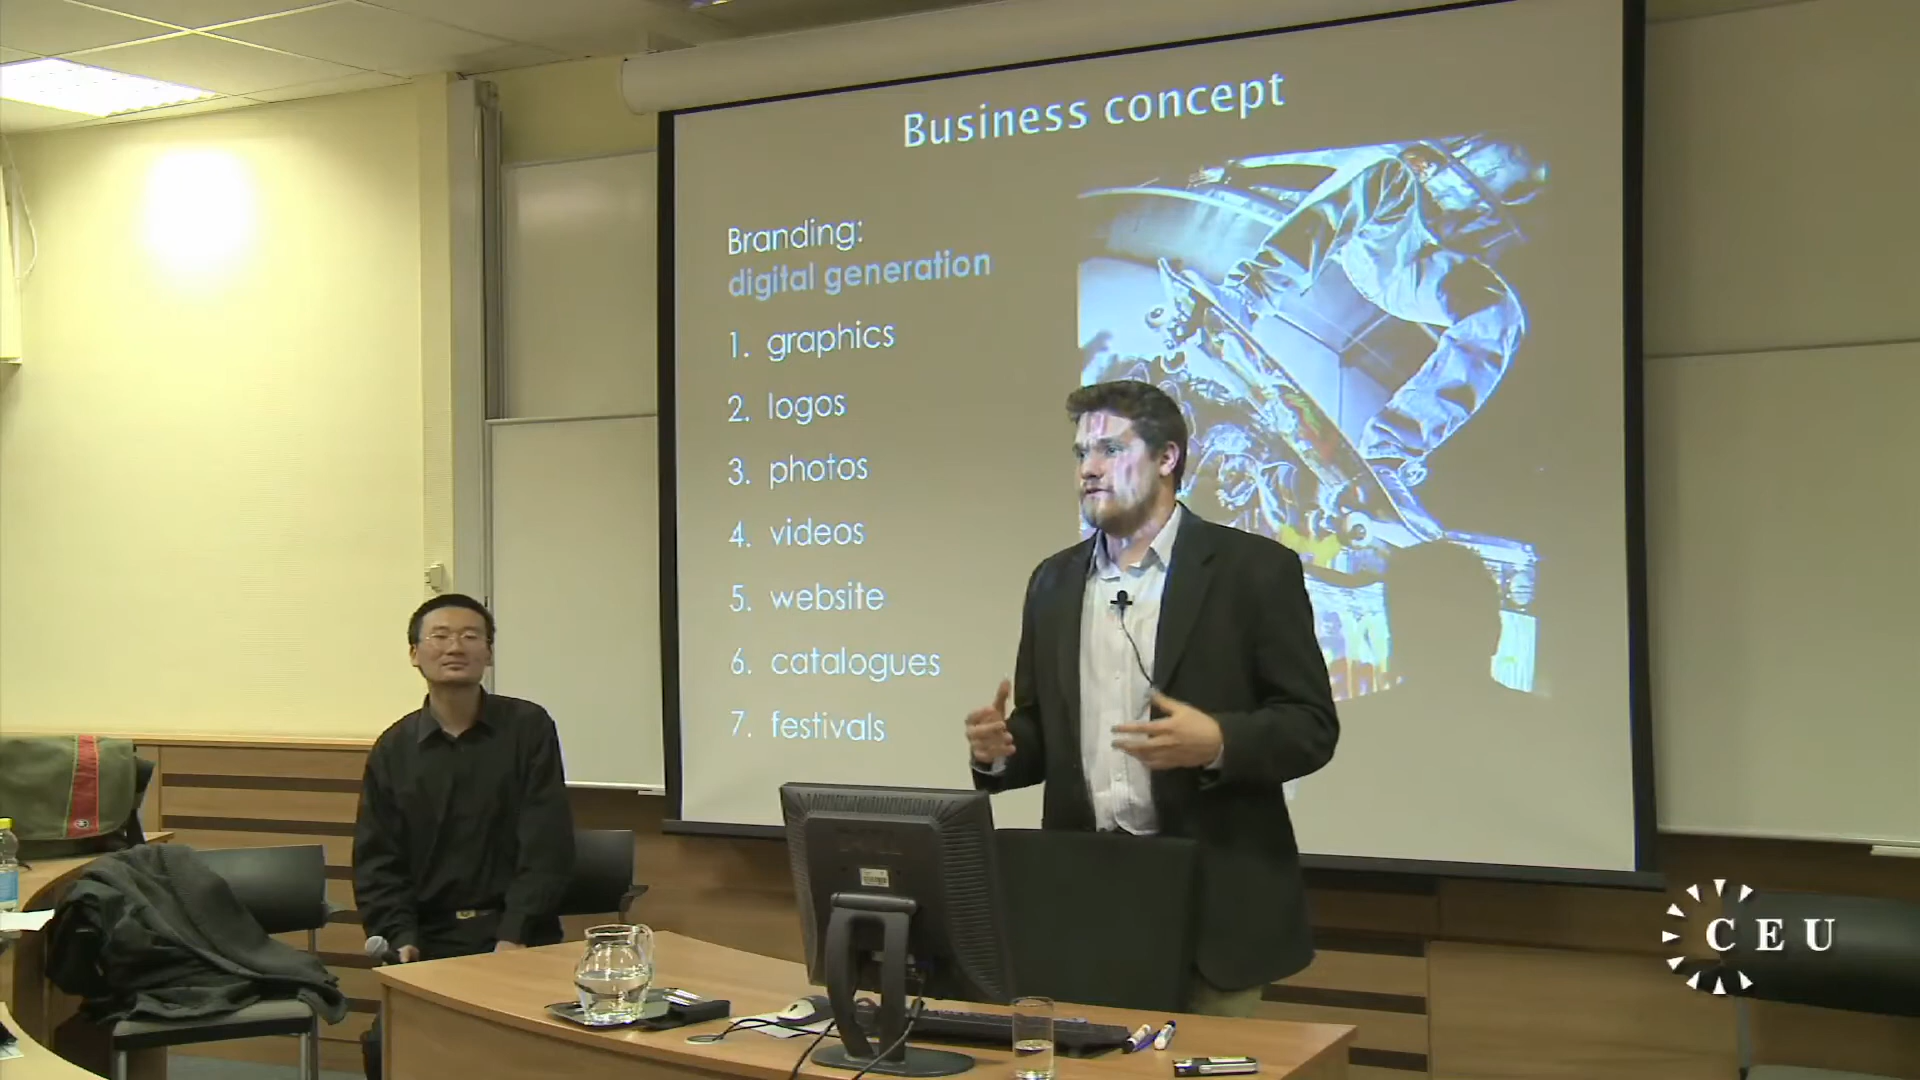 Business concept
Branding:
digital generation
1. graphics
2. logos
3. photos
4. videos
5. website
6. catalogues
7. festivals
CEU